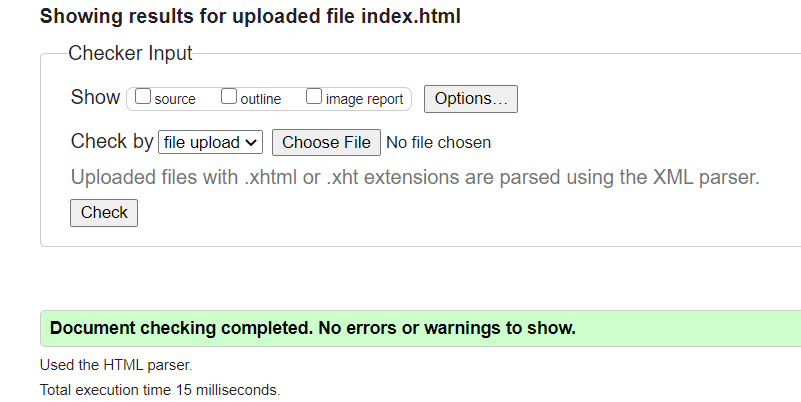 Showing results for uploaded file index.html
Checker Input
Show source outline image report Options…
Check by file upload Choose File No file chosen
Uploaded files with .xhtml or .xht extensions are parsed using the XML parser.
Check
Document checking completed. No errors or warnings to show.
Used the HTML parser.
Total execution time 15 milliseconds.